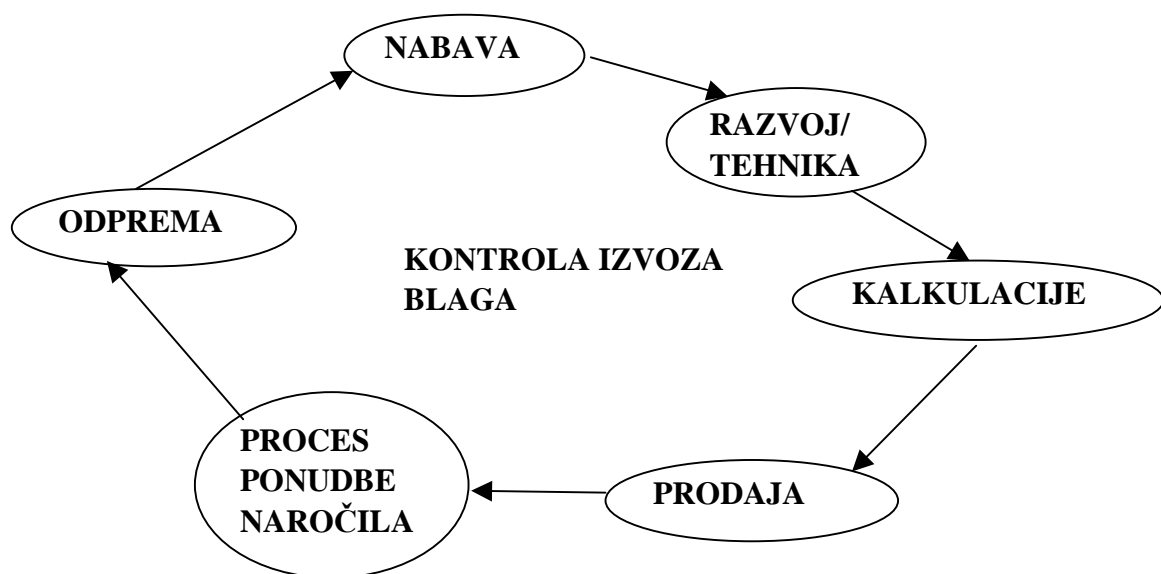 NABAVA
RAZVOJ/
TEHNIKA
ODPREMA
KONTROLA IZVOZA
BLAGA
KALKULACIJE
PROCES
PONUDBE
NAROČILA
PRODAJA